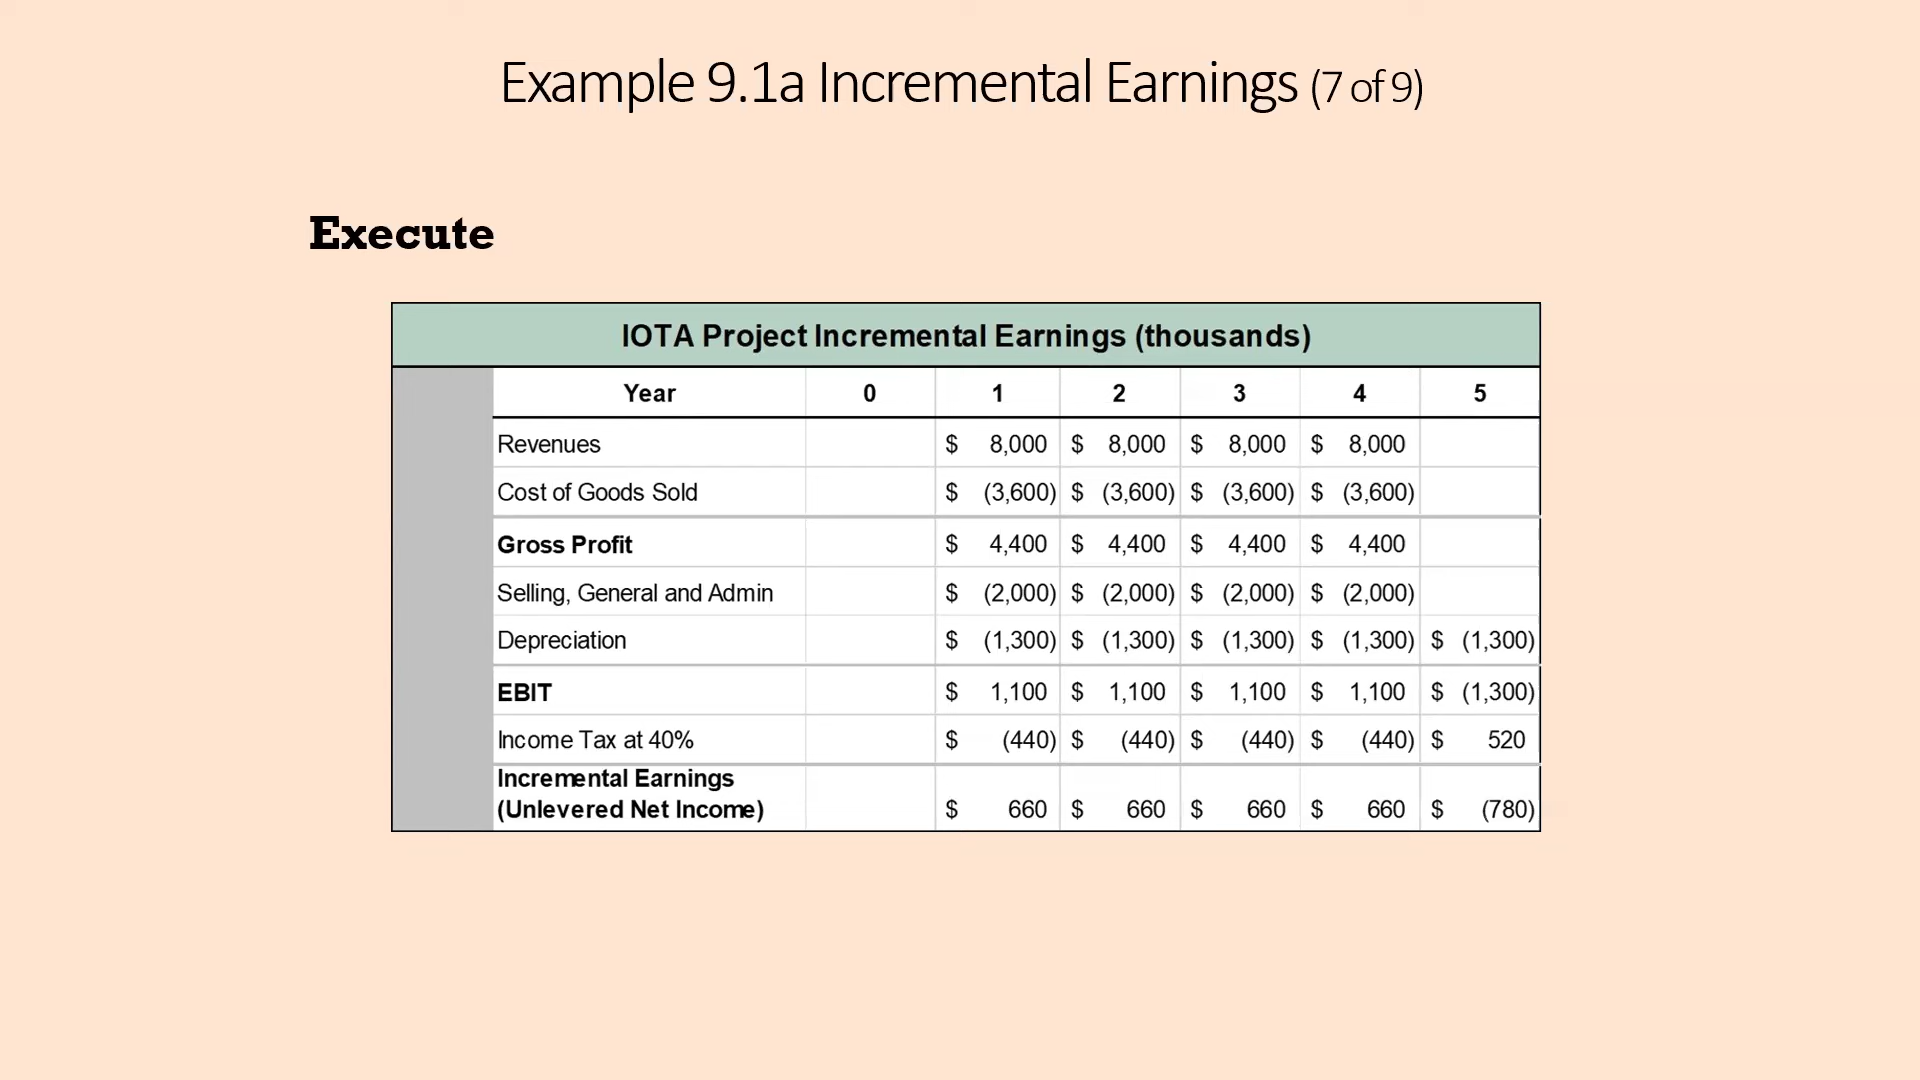 Example 9.1a Incremental Earnings (7 of 9)
Execute
IOTA Project Incremental Earnings (thousands)
Year 0 1 2 3 4 5
Revenues $ 8,000 $ 8,000 $ 8,000 $ 8,000
Cost of Goods Sold $ (3,600) $ (3,600) $ (3,600) $ (3,600)
Gross Profit $ 4,400 $ 4,400 $ 4,400 $ 4,400
Selling, General and Admin $ (2,000) $ (2,000) $ (2,000) $ (2,000)
Depreciation $ (1,300) $ (1,300) $ (1,300) $ (1,300) $ (1,300)
EBIT $ 1,100 $ 1,100 $ 1,100 $ 1,100 $ (1,300)
Income Tax at 40% $ (440) $ (440) $ (440) $ (440) $ 520
Incremental Earnings
(Unlevered Net Income) $ 660 $ 660 $ 660 $ 660 $ (780)